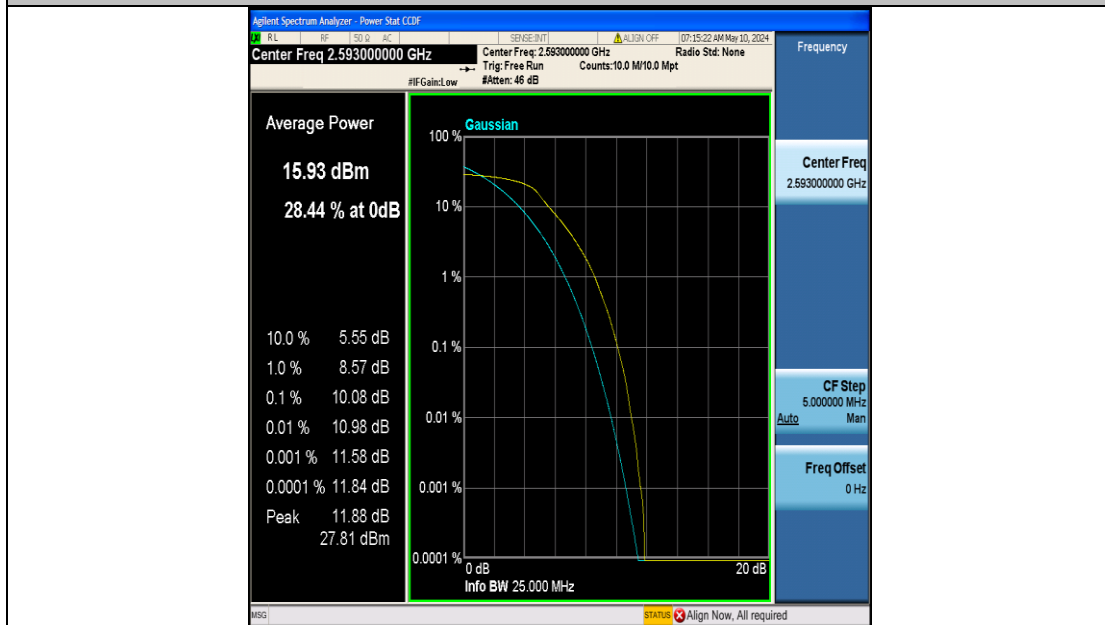 Agilent Spectrum Analyzer - Power Stat CCDF
LXI RL RF 50 Ω AC SENSE:INT ALIGN OFF 07:15:22 AM May 10, 2024
Center Freq 2.593000000 GHz
Center Freq: 2.593000000 GHz Radio Std: None
Trig: Free Run Counts:10.0 M/10.0 Mpt
#IFGain:Low #Atten: 46 dB
Frequency
Average Power
15.93 dBm
28.44 % at 0dB
10.0 % 5.55 dB
1.0 % 8.57 dB
0.1 % 10.08 dB
0.01 % 10.98 dB
0.001 % 11.58 dB
0.0001 % 11.84 dB
Peak 11.88 dB
27.81 dBm
Gaussian
100 %
10 %
1 %
0.1 %
0.01 %
0.001 %
0.0001 %
0 dB 20 dB
Info BW 25.000 MHz
Center Freq
2.593000000 GHz
CF Step
5.000000 MHz
Auto Man
Freq Offset
0 Hz
MSG STATUS Align Now, All required